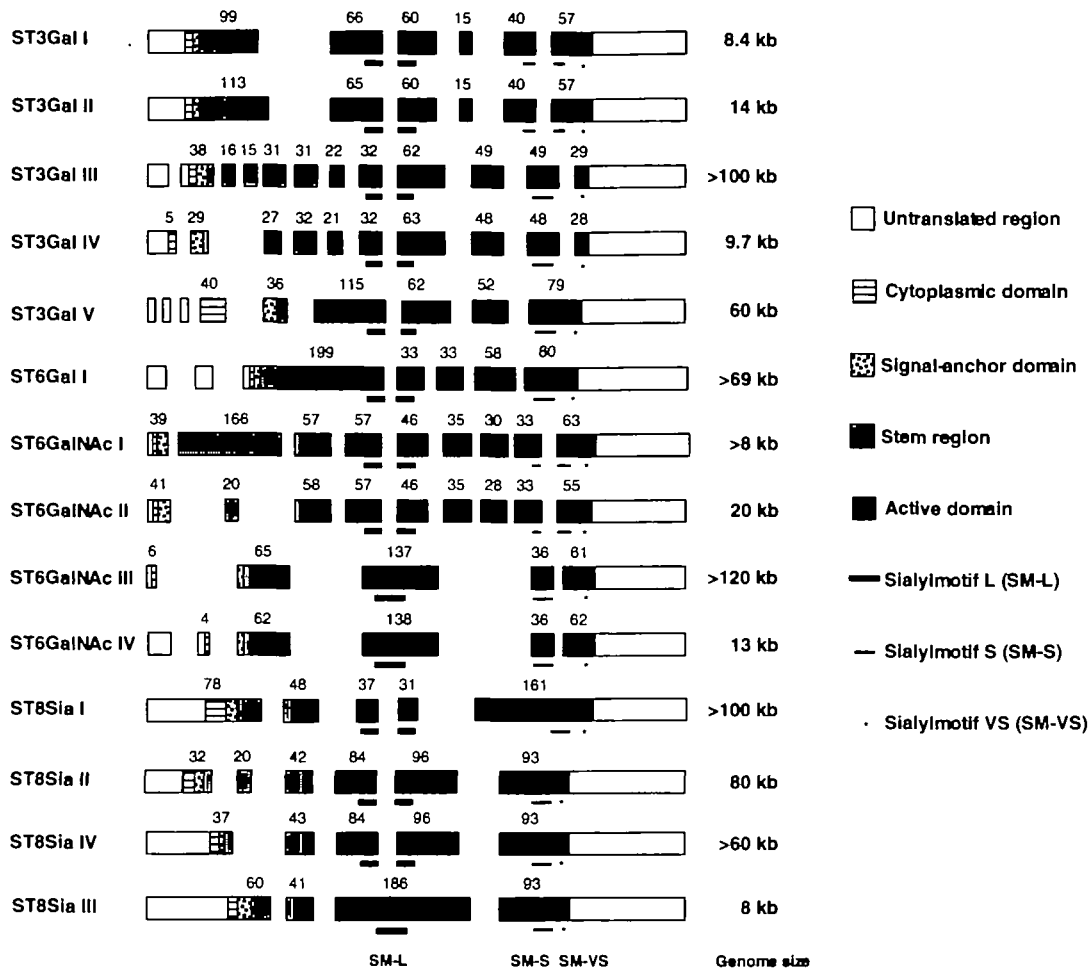 99 66 60 15 40 57
ST3Gal I 8.4 kb
113 65 60 15 40 57
ST3Gal II 14 kb
38 16 15 31 31 22 32 62 49 49 29
ST3Gal III >100 kb
5 29 27 32 21 32 63 48 48 28
ST3Gal IV 9.7 kb
40 36 115 62 52 79
ST3Gal V 60 kb
199 33 33 58 80
ST6Gal I >69 kb
39 166 57 57 46 35 30 33 63
ST6GalNAc I >8 kb
41 20 58 57 46 35 28 33 55
ST6GalNAc II 20 kb
6 65 137 36 61
ST6GalNAc III >120 kb
4 62 138 36 62
ST6GalNAc IV 13 kb
78 48 37 31 161
ST8Sia I >100 kb
32 20 42 84 96 93
ST8Sia II 80 kb
37 43 84 96 93
ST8Sia IV >60 kb
60 41 186 93
ST8Sia III 8 kb
SM-L SM-S SM-VS Genome size
Untranslated region
Cytoplasmic domain
Signal-anchor domain
Stem region
Active domain
Sialylmotif L (SM-L)
Sialylmotif S (SM-S)
Sialylmotif VS (SM-VS)